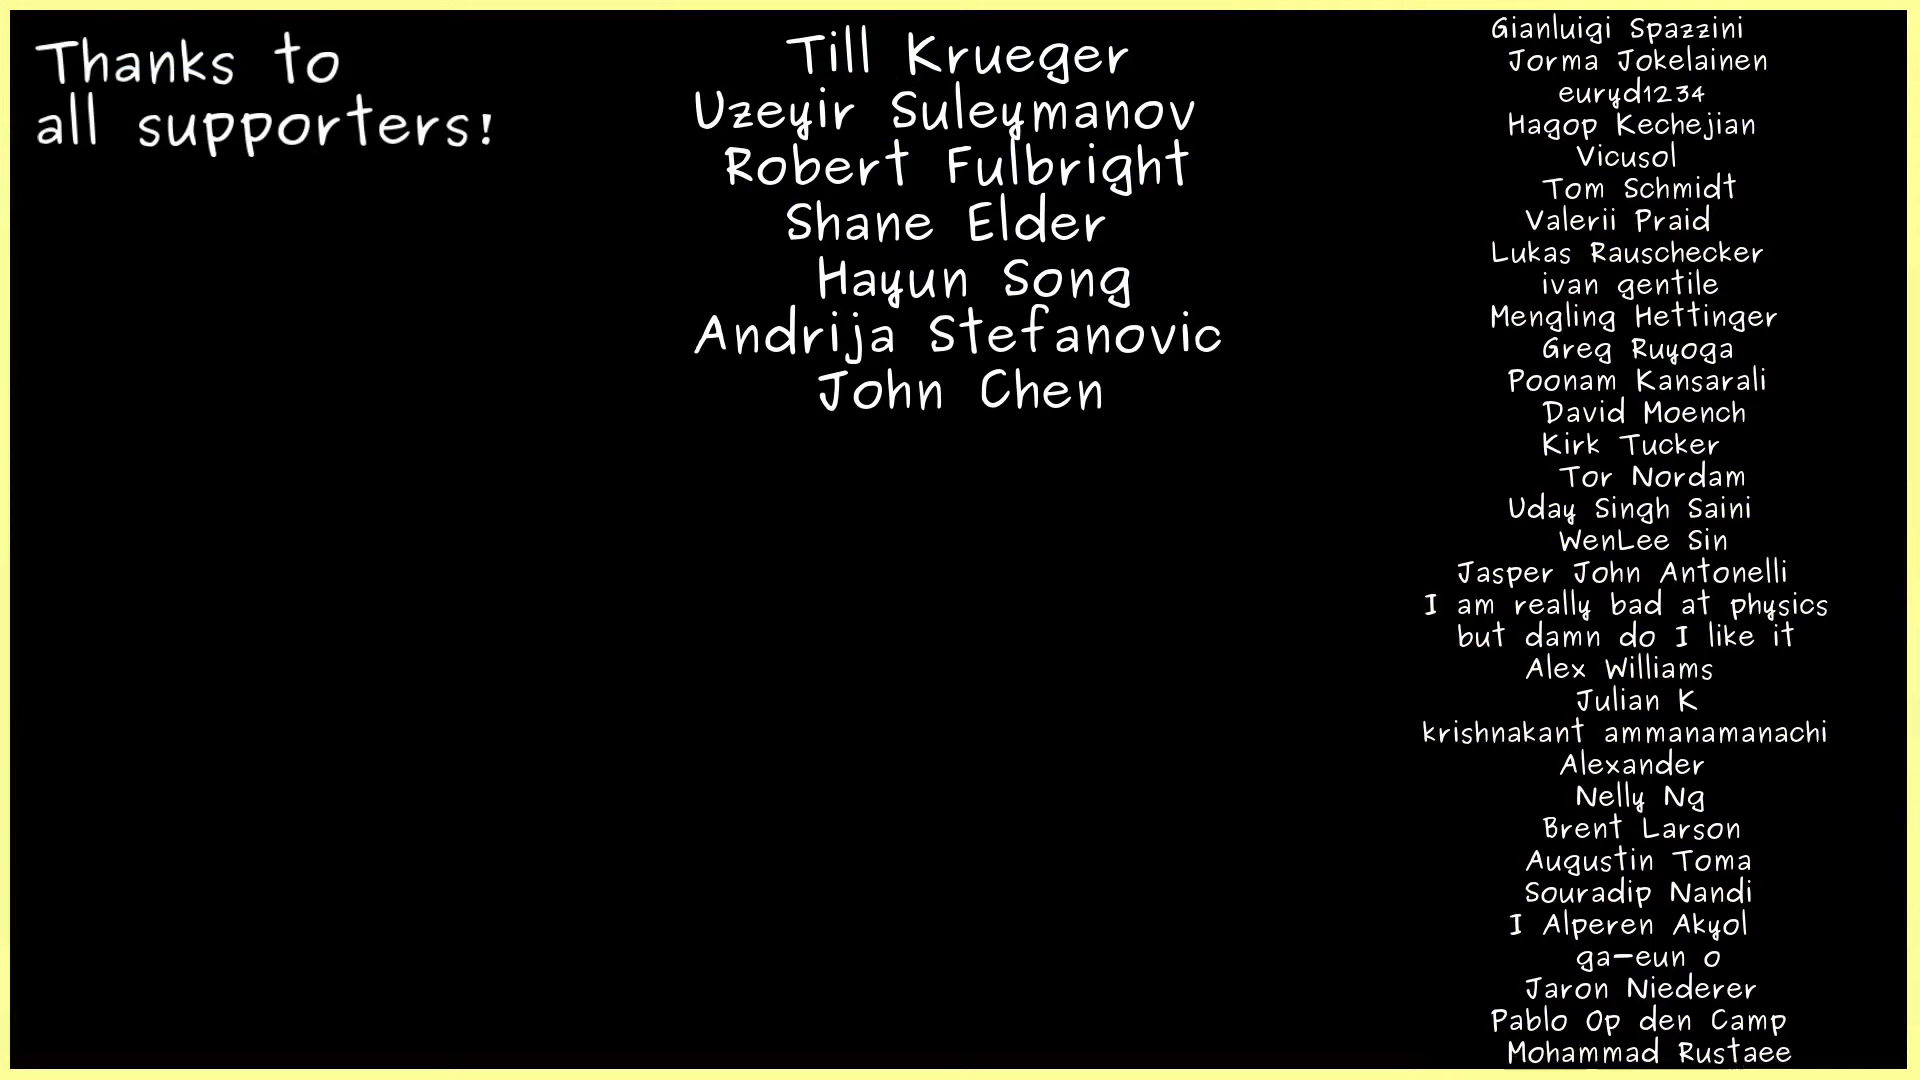 Thanks to
all supporters!
Till Krueger
Uzeyir Suleymanov
Robert Fulbright
Shane Elder
Hayun Song
Andrija Stefanovic
John Chen
Gianluigi Spazzini
Jorma Jokelainen
euryd1234
Hagop Kechejian
Vicusol
Tom Schmidt
Valerii Praid
Lukas Rauschecker
ivan gentile
Mengling Hettinger
Greg Ruyoga
Poonam Kansarali
David Moench
Kirk Tucker
Tor Nordam
Uday Singh Saini
WenLee Sin
Jasper John Antonelli
I am really bad at physics
but damn do I like it
Alex Williams
Julian K
krishnakant ammanamanachi
Alexander
Nelly Ng
Brent Larson
Augustin Toma
Souradip Nandi
I Alperen Akyol
ga-eun o
Jaron Niederer
Pablo Op den Camp
Mohammad Rustaee